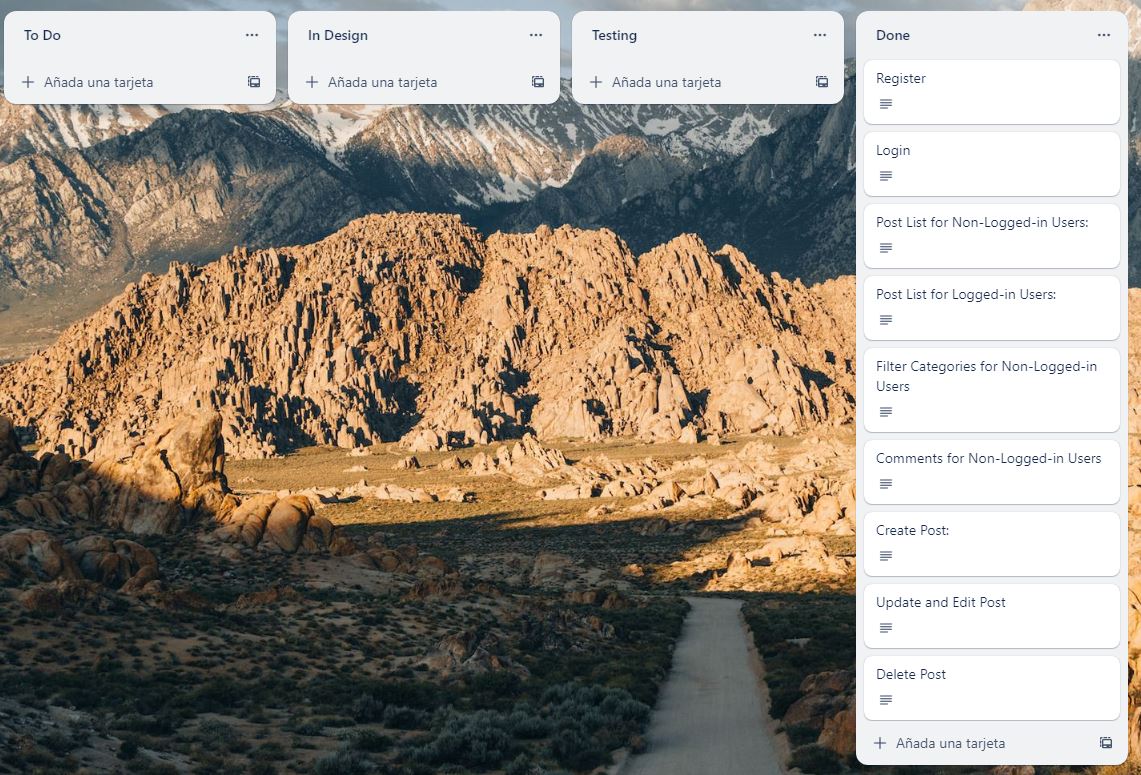 To Do
Añada una tarjeta
In Design
Añada una tarjeta
Testing
Añada una tarjeta
Done
Register
Login
Post List for Non-Logged-in Users:
Post List for Logged-in Users:
Filter Categories for Non-Logged-in
Users
Comments for Non-Logged-in Users
Create Post:
Update and Edit Post
Delete Post
Añada una tarjeta